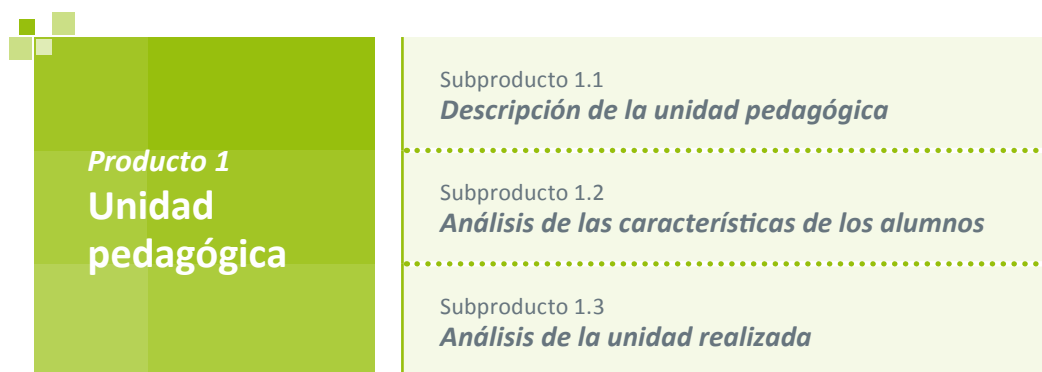 Producto 1
Unidad
pedagógica
Subproducto 1.1
Descripción de la unidad pedagógica
Subproducto 1.2
Análisis de las características de los alumnos
Subproducto 1.3
Análisis de la unidad realizada